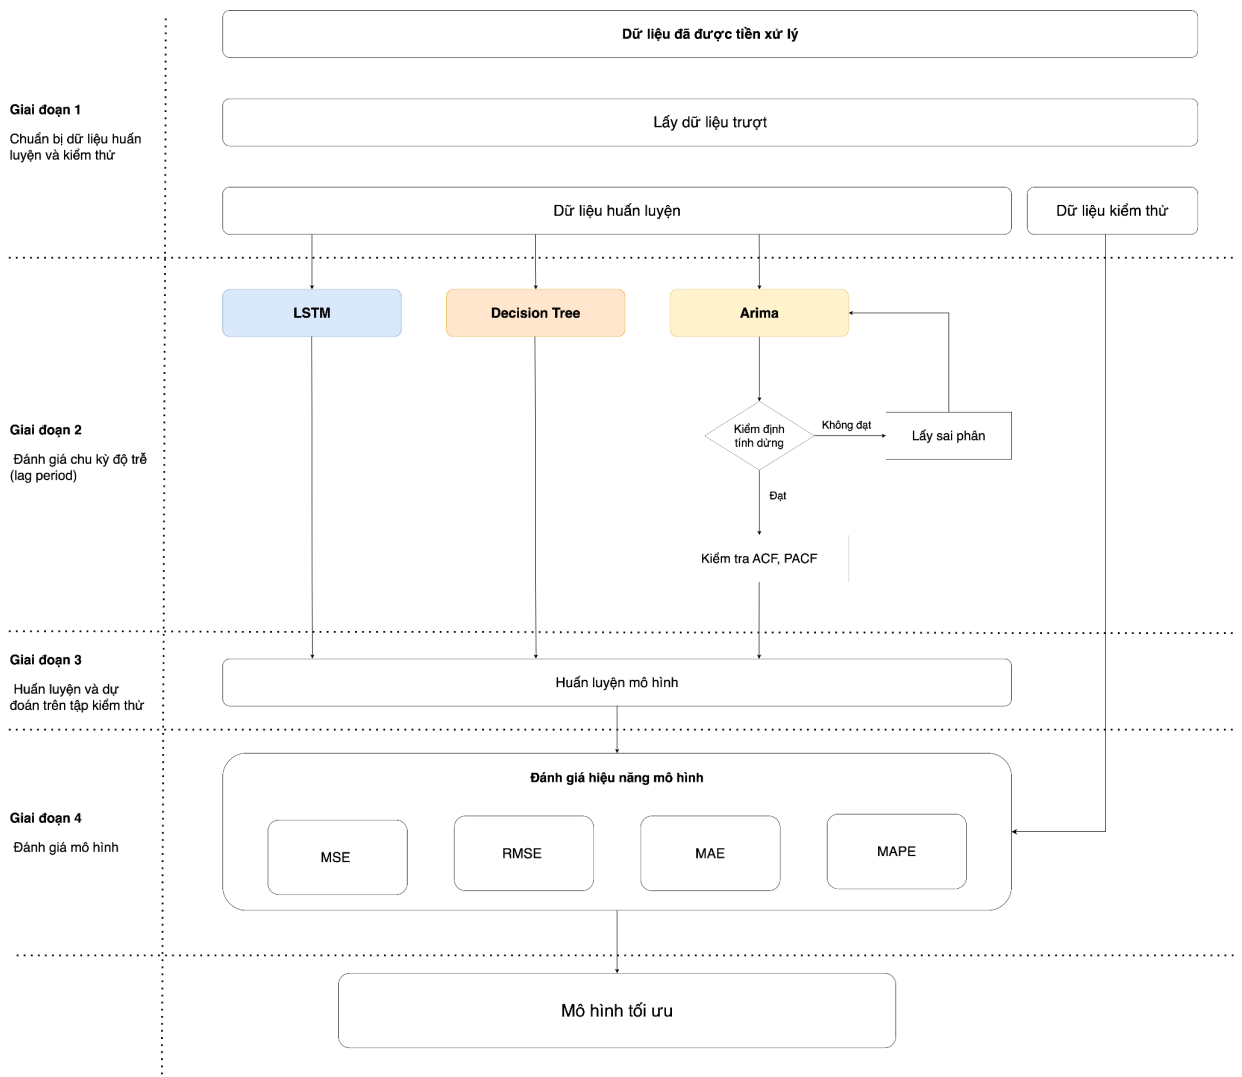 Dữ liệu đã được tiền xử lý
Giai đoạn 1
Chuẩn bị dữ liệu huấn
luyện và kiểm thử
Lấy dữ liệu trượt
Dữ liệu huấn luyện
Dữ liệu kiểm thử
LSTM
Decision Tree
Arima
Giai đoạn 2
Đánh giá chu kỳ độ trễ
(lag period)
Kiểm định
tính dừng
Không đạt
Lấy sai phân
Đạt
Kiểm tra ACF, PACF
Giai đoạn 3
Huấn luyện và dự
đoán trên tập kiểm thử
Huấn luyện mô hình
Đánh giá hiệu năng mô hình
Giai đoạn 4
Đánh giá mô hình
MSE
RMSE
MAE
MAPE
Mô hình tối ưu